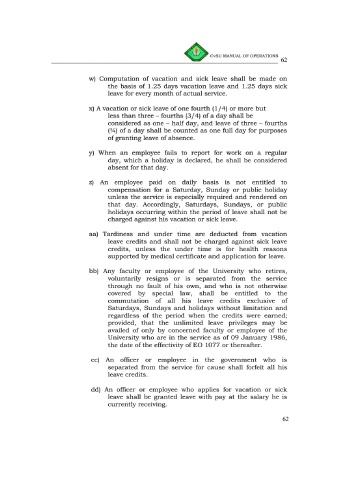 CvSU MANUAL OF OPERATIONS
62
w) Computation of vacation and sick leave shall be made on
the basis of 1.25 days vacation leave and 1.25 days sick
leave for every month of actual service.
x) A vacation or sick leave of one fourth (1/4) or more but
less than three – fourths (3/4) of a day shall be
considered as one – half day, and leave of three – fourths
(¾) of a day shall be counted as one full day for purposes
of granting leave of absence.
y) When an employee fails to report for work on a regular
day, which a holiday is declared, he shall be considered
absent for that day.
z) An employee paid on daily basis is not entitled to
compensation for a Saturday, Sunday or public holiday
unless the service is especially required and rendered on
that day. Accordingly, Saturdays, Sundays, or public
holidays occurring within the period of leave shall not be
charged against his vacation or sick leave.
aa) Tardiness and under time are deducted from vacation
leave credits and shall not be charged against sick leave
credits, unless the under time is for health reasons
supported by medical certificate and application for leave.
bb) Any faculty or employee of the University who retires,
voluntarily resigns or is separated from the service
through no fault of his own, and who is not otherwise
covered by special law, shall be entitled to the
commutation of all his leave credits exclusive of
Saturdays, Sundays and holidays without limitation and
regardless of the period when the credits were earned;
provided, that the unlimited leave privileges may be
availed of only by concerned faculty or employee of the
University who are in the service as of 09 January 1986,
the date of the effectivity of EO 1077 or thereafter.
cc) An officer or employee in the government who is
separated from the service for cause shall forfeit all his
leave credits.
dd) An officer or employee who applies for vacation or sick
leave shall be granted leave with pay at the salary he is
currently receiving.
62